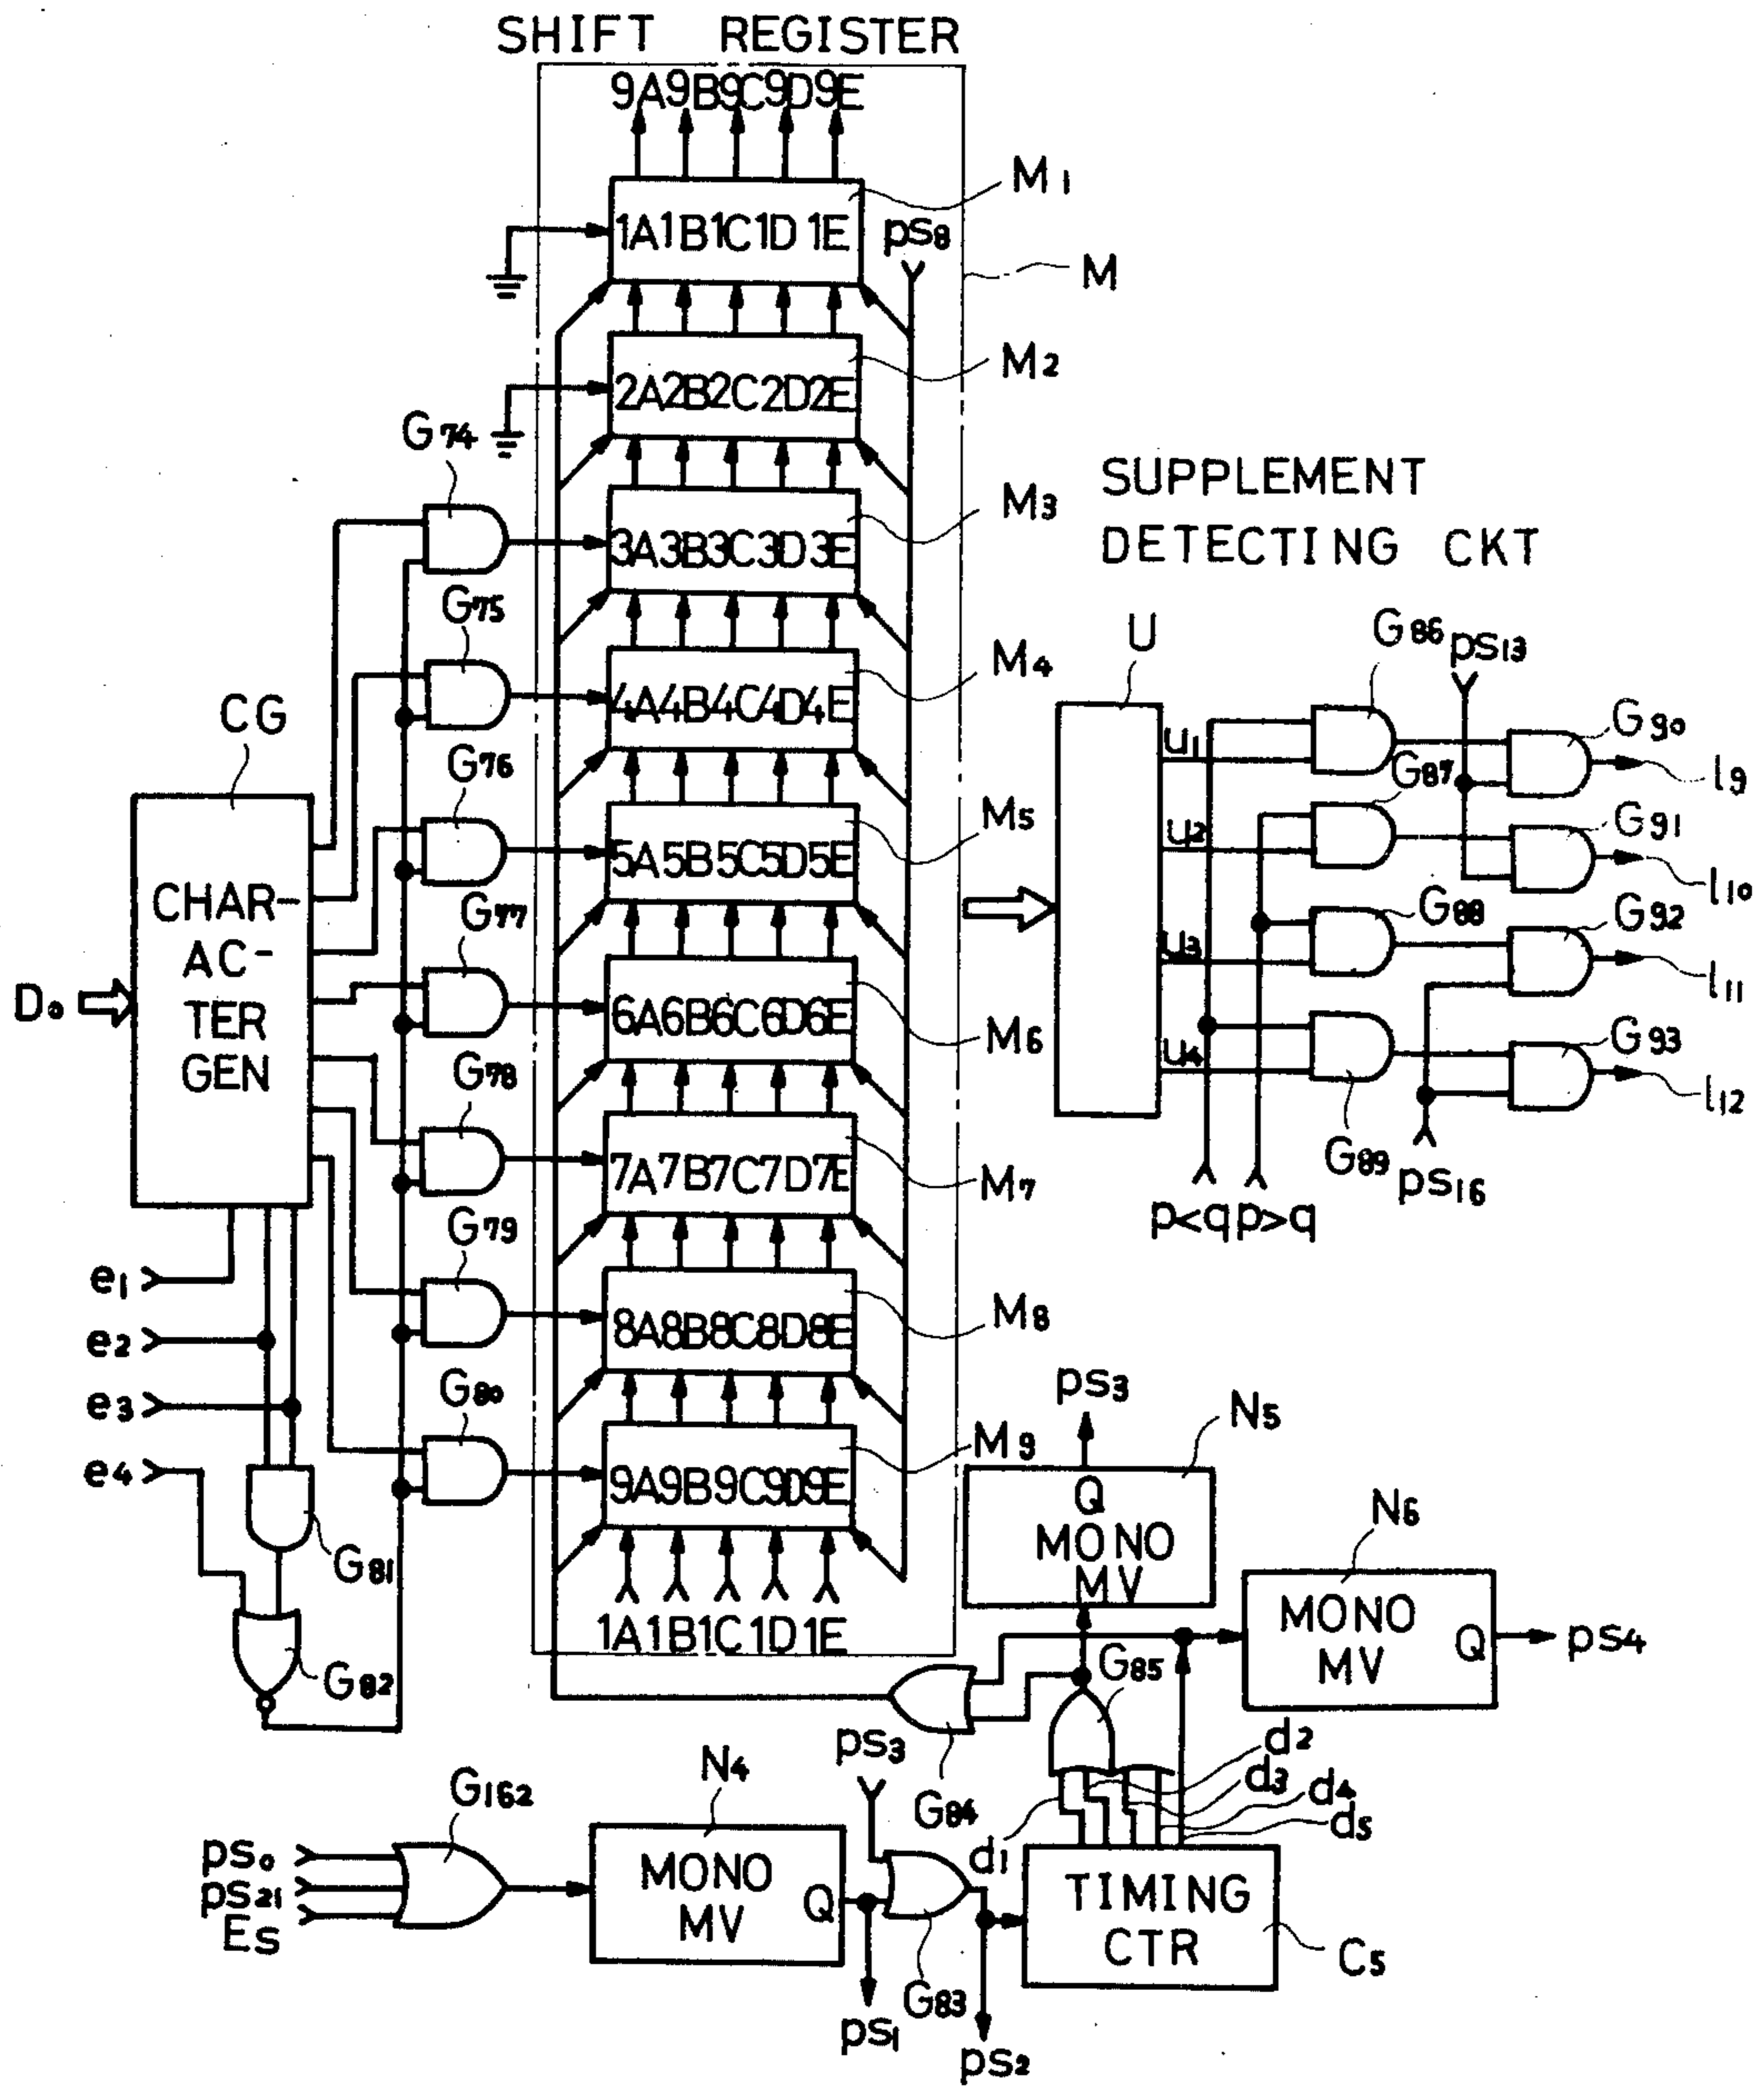 SHIFT REGISTER
9A9B9C9D9E
M1
1A1B1C1D1E
ps8
M
M2
2A2B2C2D2E
G74
M3
3A3B3C3D3E
SUPPLEMENT
DETECTING CKT
G75
M4
4A4B4C4D4E
U
G86
ps13
CG
G76
M5
5A5B5C5D5E
u1
G90
l9
G87
u2
G91
l10
CHAR-
AC-
TER
GEN
G77
G88
G92
u3
l11
D0
M6
6A6B6C6D6E
u4
G93
l12
G78
G89
ps16
M7
7A7B7C7D7E
p<q
p>q
G79
e1
M8
8A8B8C8D8E
e2
G80
ps3
e3
N5
M9
9A9B9C9D9E
e4
Q
MONO
MV
N6
G81
1A1B1C1D1E
MONO
MV
Q
ps4
G82
G85
ps3
d2
N4
d3
G162
G84
d4
d5
d1
ps0
ps21
ES
MONO
MV
Q
TIMING
CTR
C5
G83
ps1
ps2